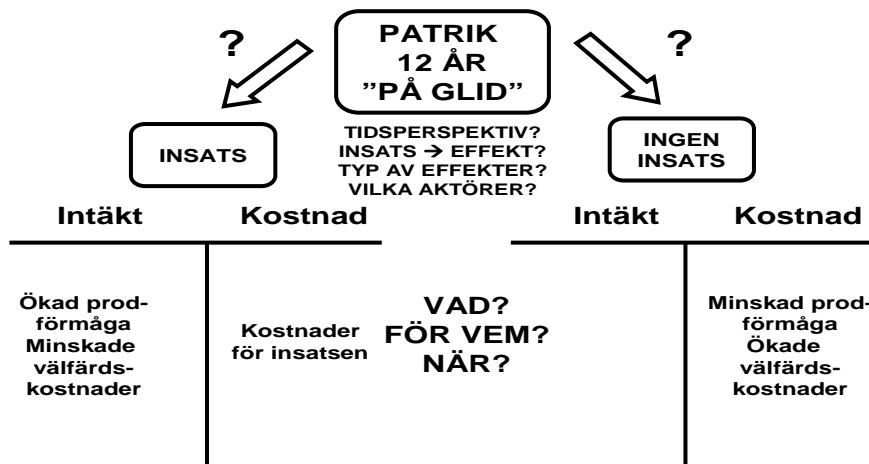 PATRIK
12 ÅR
”PÅ GLID”
?
?
INSATS
TIDSPERSPEKTIV?
INSATS → EFFEKT?
TYP AV EFFEKTER?
VILKA AKTÖRER?
INGEN
INSATS
Intäkt
Kostnad
Intäkt
Kostnad
Ökad prod-
förmåga
Minskade
välfärds-
kostnader
Kostnader
för insatsen
VAD?
FÖR VEM?
NÄR?
Minskad prod-
förmåga
Ökade
välfärds-
kostnader